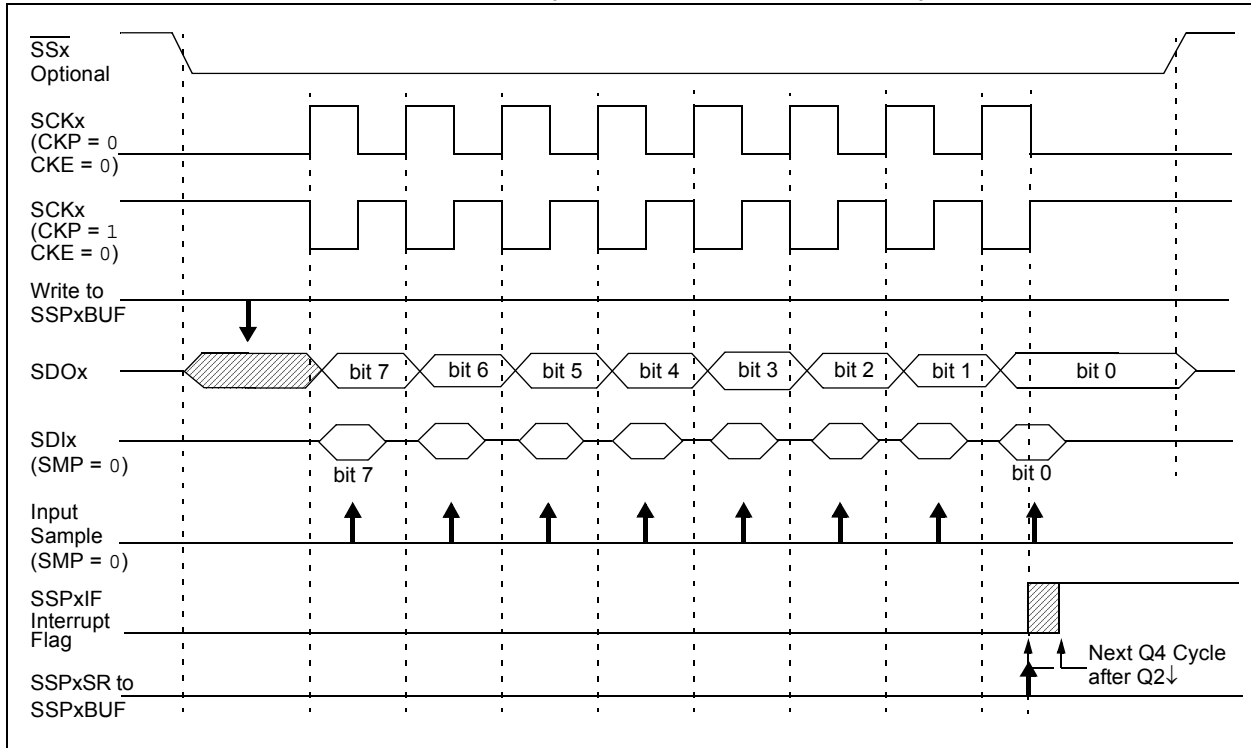 SSx
Optional
SCKx
(CKP = 0
CKE = 0)
SCKx
(CKP = 1
CKE = 0)
Write to
SSPxBUF
SDOx
bit 7
bit 6
bit 5
bit 4
bit 3
bit 2
bit 1
bit 0
SDIx
(SMP = 0)
bit 7
bit 0
Input
Sample
(SMP = 0)
SSPxIF
Interrupt
Flag
Next Q4 Cycle
after Q2↓
SSPxSR to
SSPxBUF